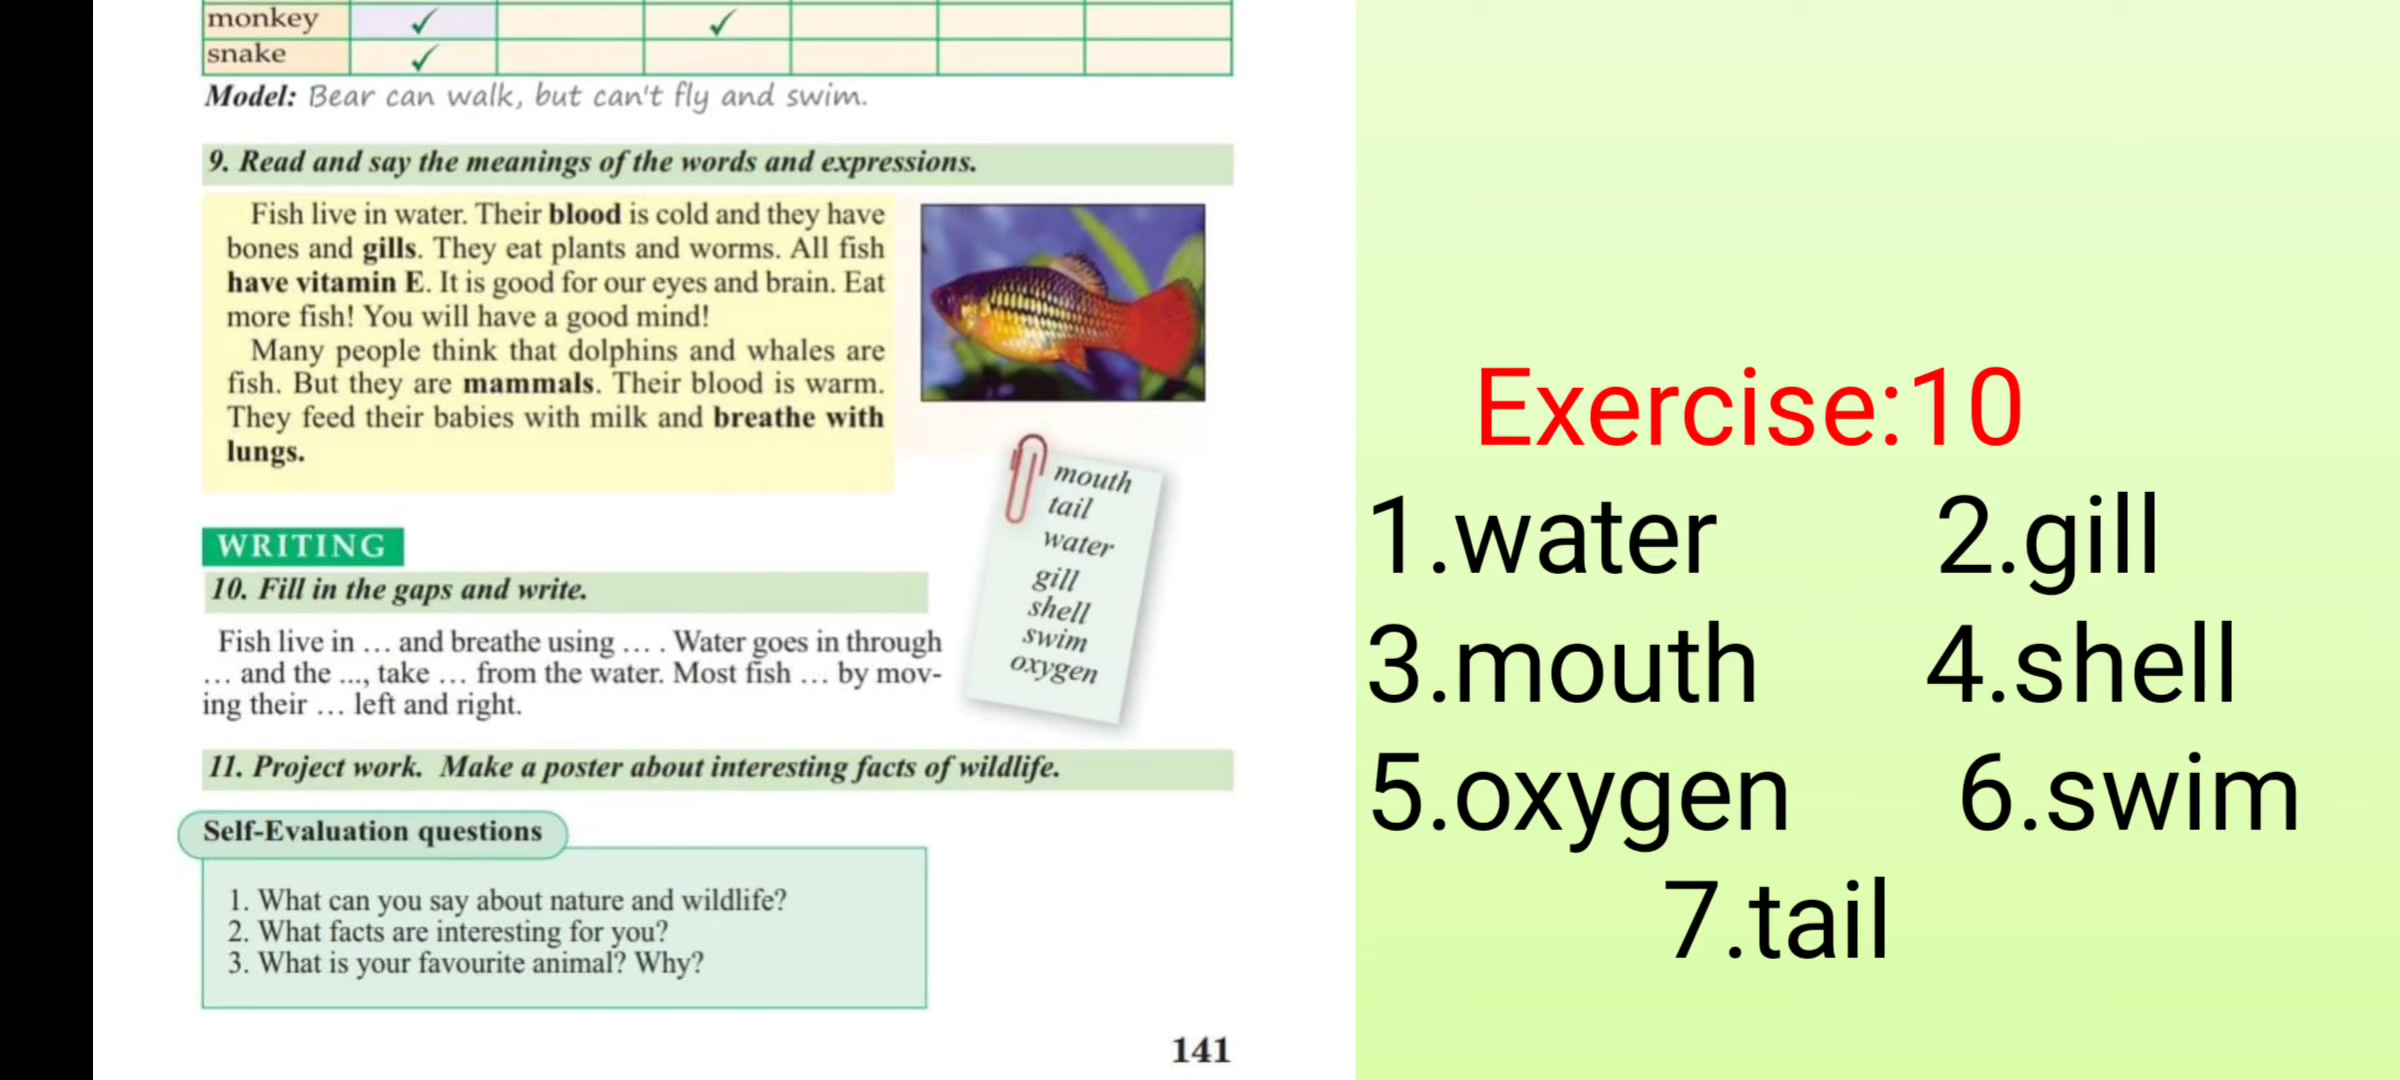 monkey ✓ ✓
snake ✓
Model: Bear can walk, but can't fly and swim.
9. Read and say the meanings of the words and expressions.
Fish live in water. Their blood is cold and they have
bones and gills. They eat plants and worms. All fish
have vitamin E. It is good for our eyes and brain. Eat
more fish! You will have a good mind!
Many people think that dolphins and whales are
fish. But they are mammals. Their blood is warm.
They feed their babies with milk and breathe with
lungs.
mouth
tail
water
gill
shell
swim
oxygen
WRITING
10. Fill in the gaps and write.
Fish live in … and breathe using … . Water goes in through
… and the ..., take … from the water. Most fish … by mov-
ing their … left and right.
11. Project work. Make a poster about interesting facts of wildlife.
Self-Evaluation questions
1. What can you say about nature and wildlife?
2. What facts are interesting for you?
3. What is your favourite animal? Why?
141
Exercise:10
1.water 2.gill
3.mouth 4.shell
5.oxygen 6.swim
7.tail